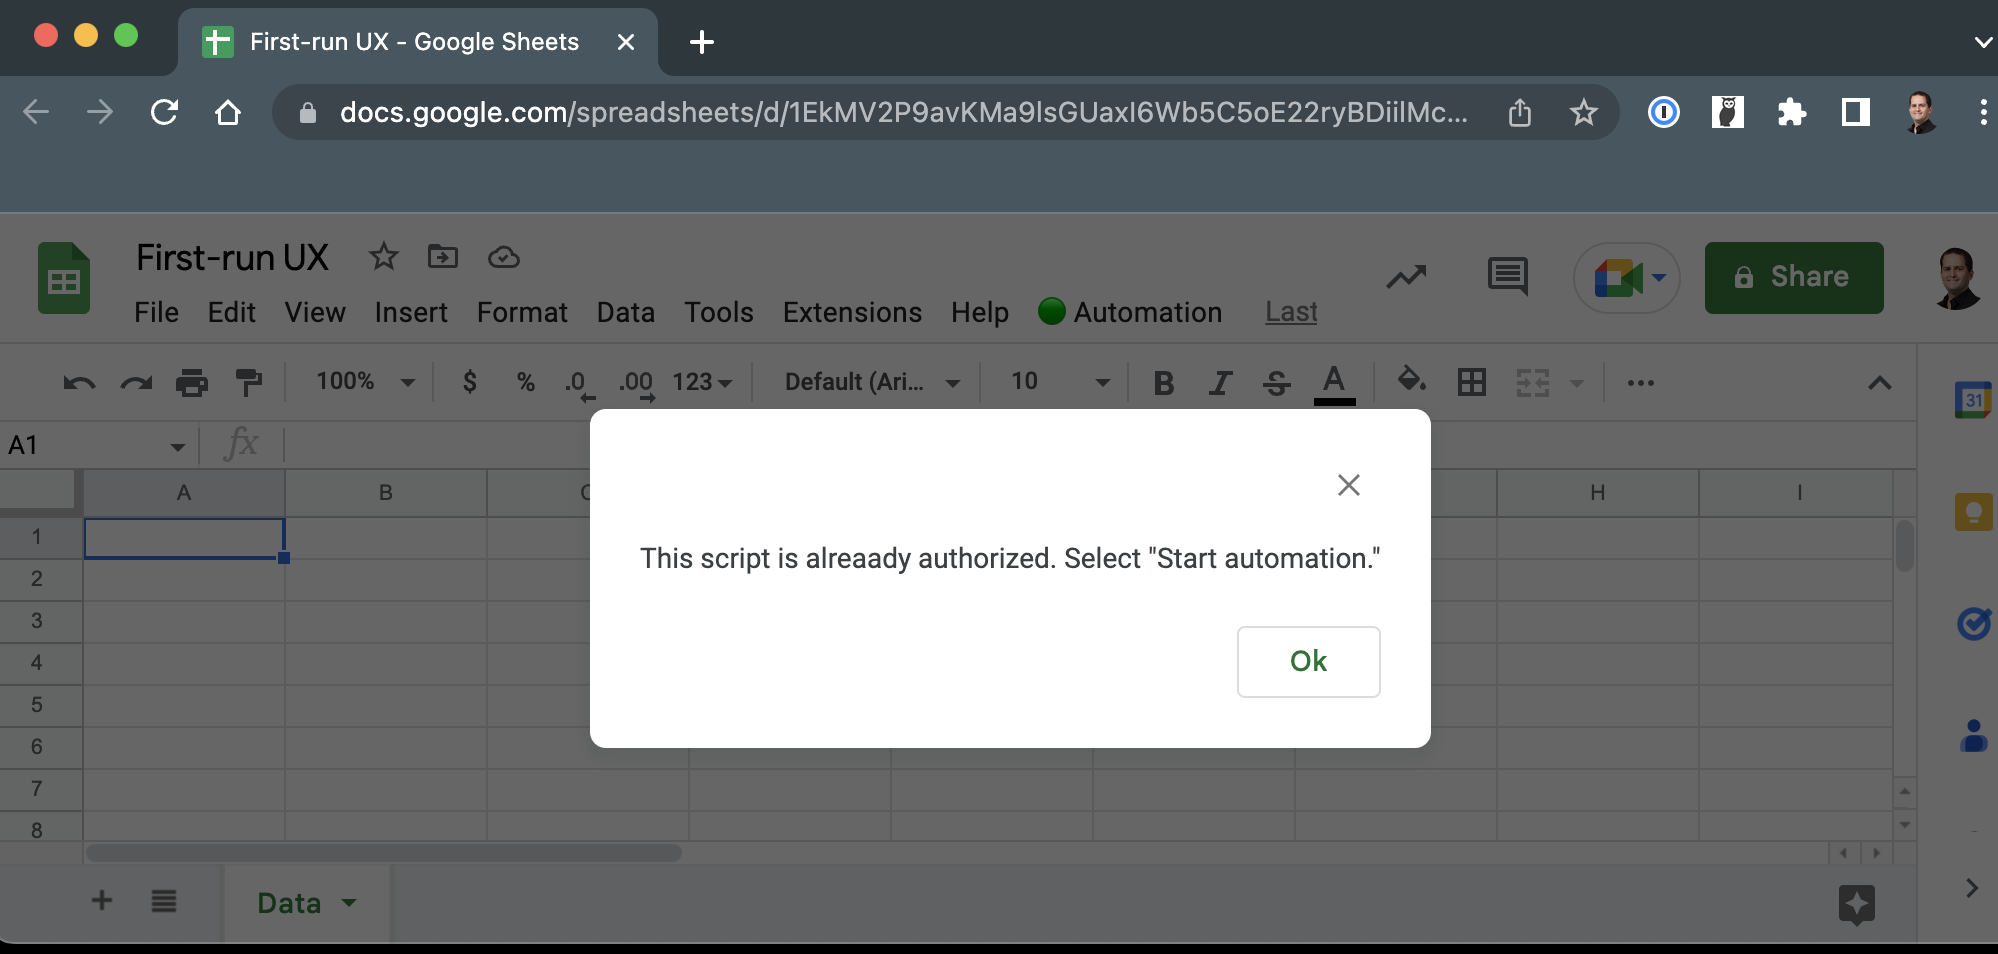 First-run UX - Google Sheets
docs.google.com/spreadsheets/d/1EkMV2P9avKMa9lsGUaxI6Wb5C5oE22ryBDiilMc...
First-run UX
File Edit View Insert Format Data Tools Extensions Help Automation Last
Share
100% $ % .0 .00 123 Default (Ari... 10 B I S A
31
A1 fx
A B C H I
1
2
3
4
5
6
7
8
This script is alreaady authorized. Select "Start automation."
Ok
Data